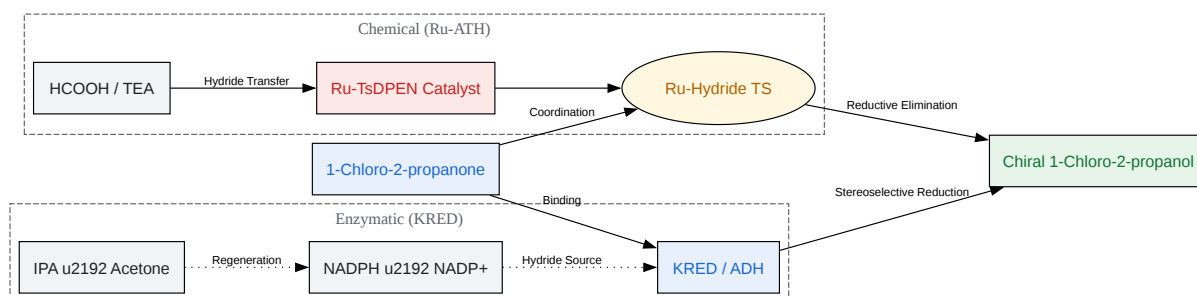 Chemical (Ru-ATH)
HCOOH / TEA
Hydride Transfer
Ru-TsDPEN Catalyst
Ru-Hydride TS
Reductive Elimination
Coordination
1-Chloro-2-propanone
Chiral 1-Chloro-2-propanol
Binding
Stereoselective Reduction
Enzymatic (KRED)
IPA u2192 Acetone
Regeneration
NADPH u2192 NADP+
Hydride Source
KRED / ADH